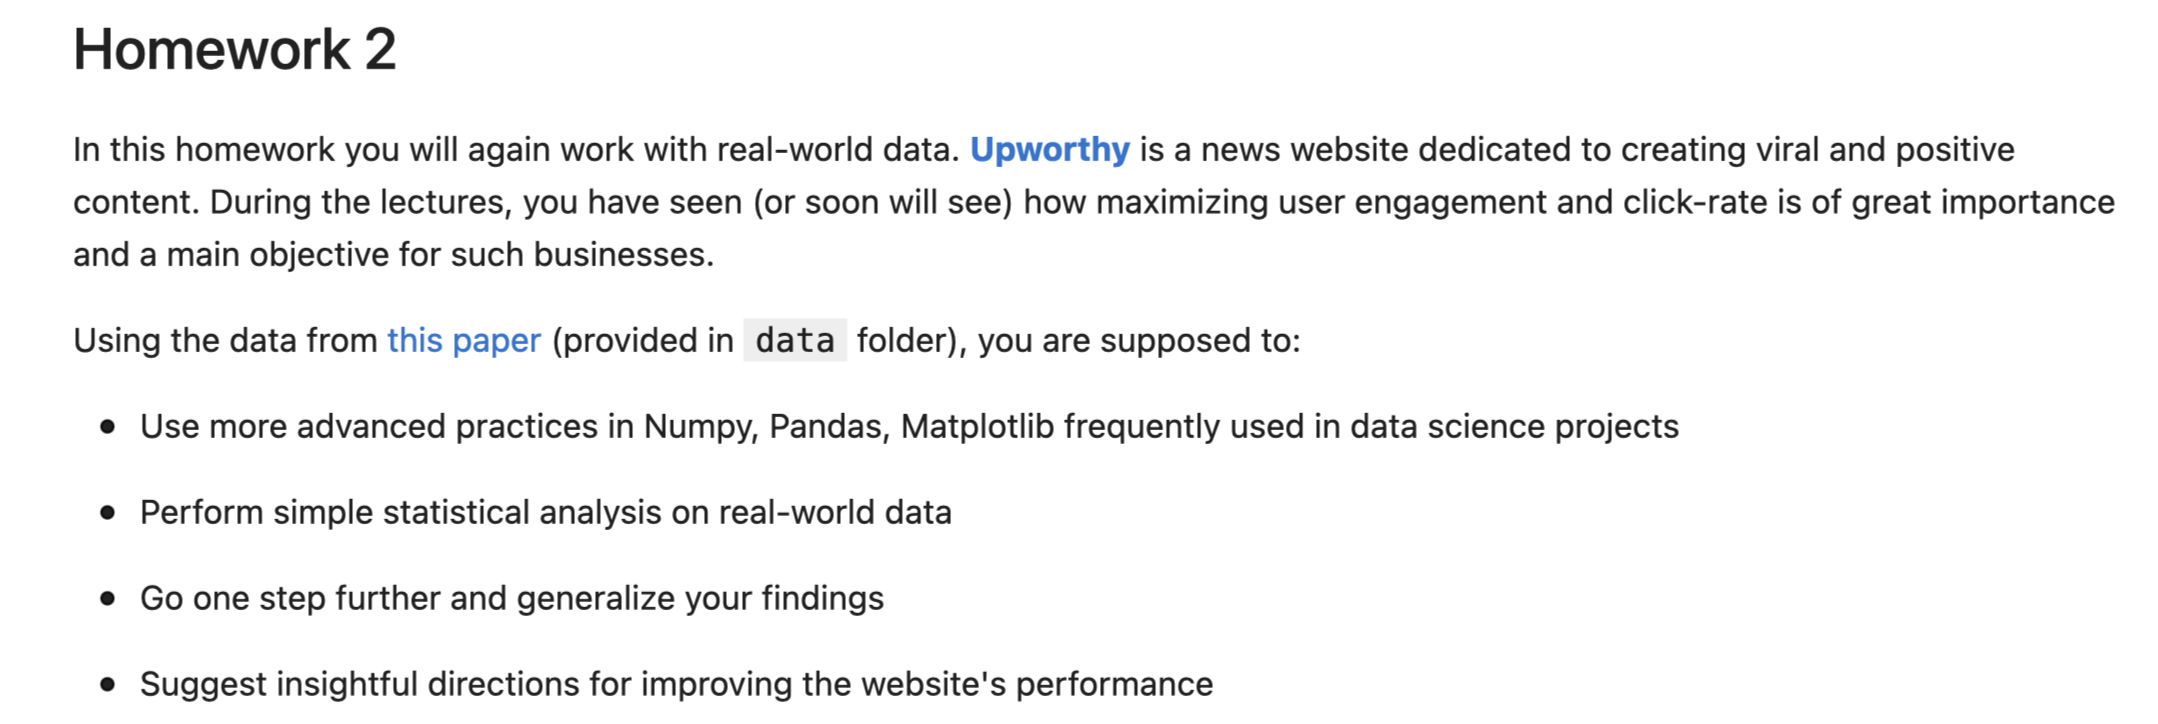 Homework 2
In this homework you will again work with real-world data. Upworthy is a news website dedicated to creating viral and positive
content. During the lectures, you have seen (or soon will see) how maximizing user engagement and click-rate is of great importance
and a main objective for such businesses.
Using the data from this paper (provided in data folder), you are supposed to:
• Use more advanced practices in Numpy, Pandas, Matplotlib frequently used in data science projects
• Perform simple statistical analysis on real-world data
• Go one step further and generalize your findings
• Suggest insightful directions for improving the website's performance